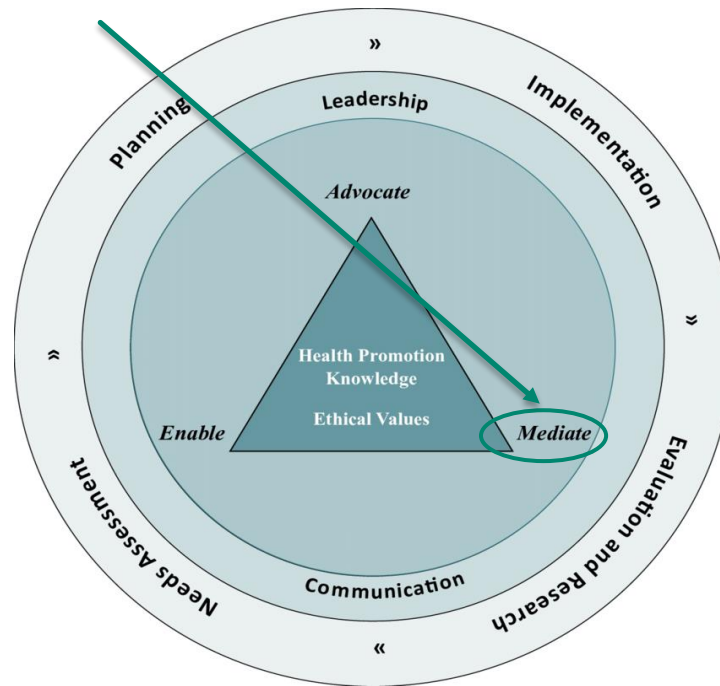 »
Planning
Implementation
Leadership
Advocate
»
«
Health Promotion
Knowledge
Ethical Values
Enable
Mediate
Needs Assessment
Evaluation and Research
Communication
«